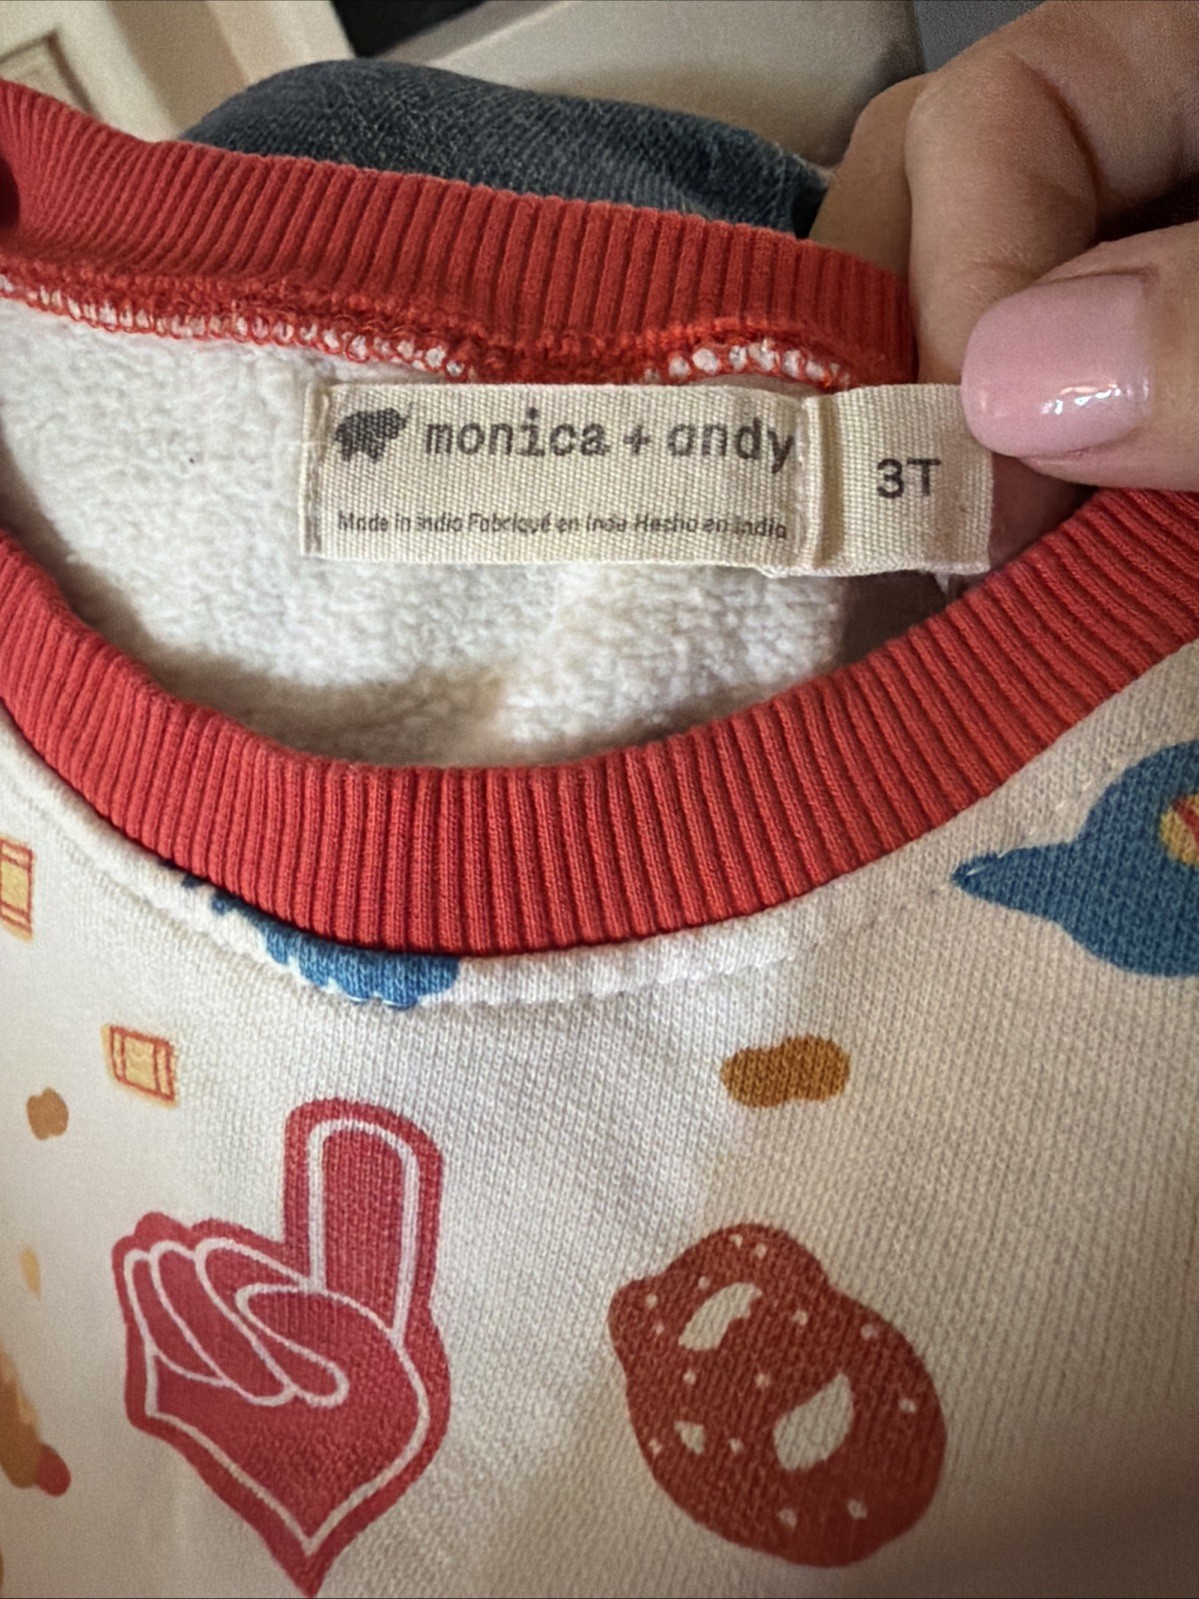 monica + andy
3T
Made in India Fabriqué en Inde Hecho en India